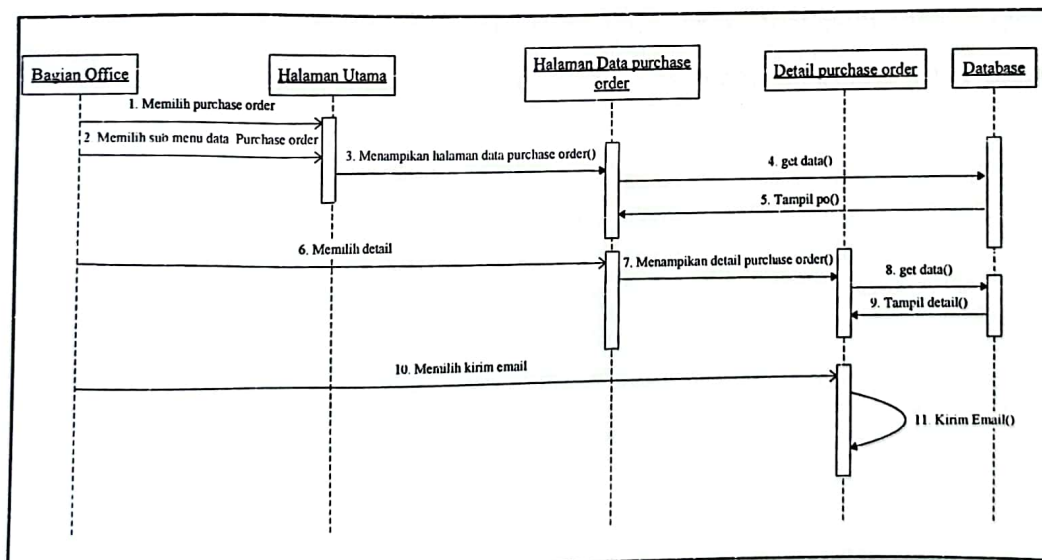 Bagian Office
Halaman Utama
Halaman Data purchase
order
Detail purchase order
Database
1. Memilih purchase order
2 Memilih sub menu data Purchase order
3. Menampikan halaman data purchase order()
4. get data()
5. Tampil po()
6. Memilih detail
7. Menampikan detail purchase order()
8. get data()
9. Tampil detail()
10. Memilih kirim email
11. Kirim Email()